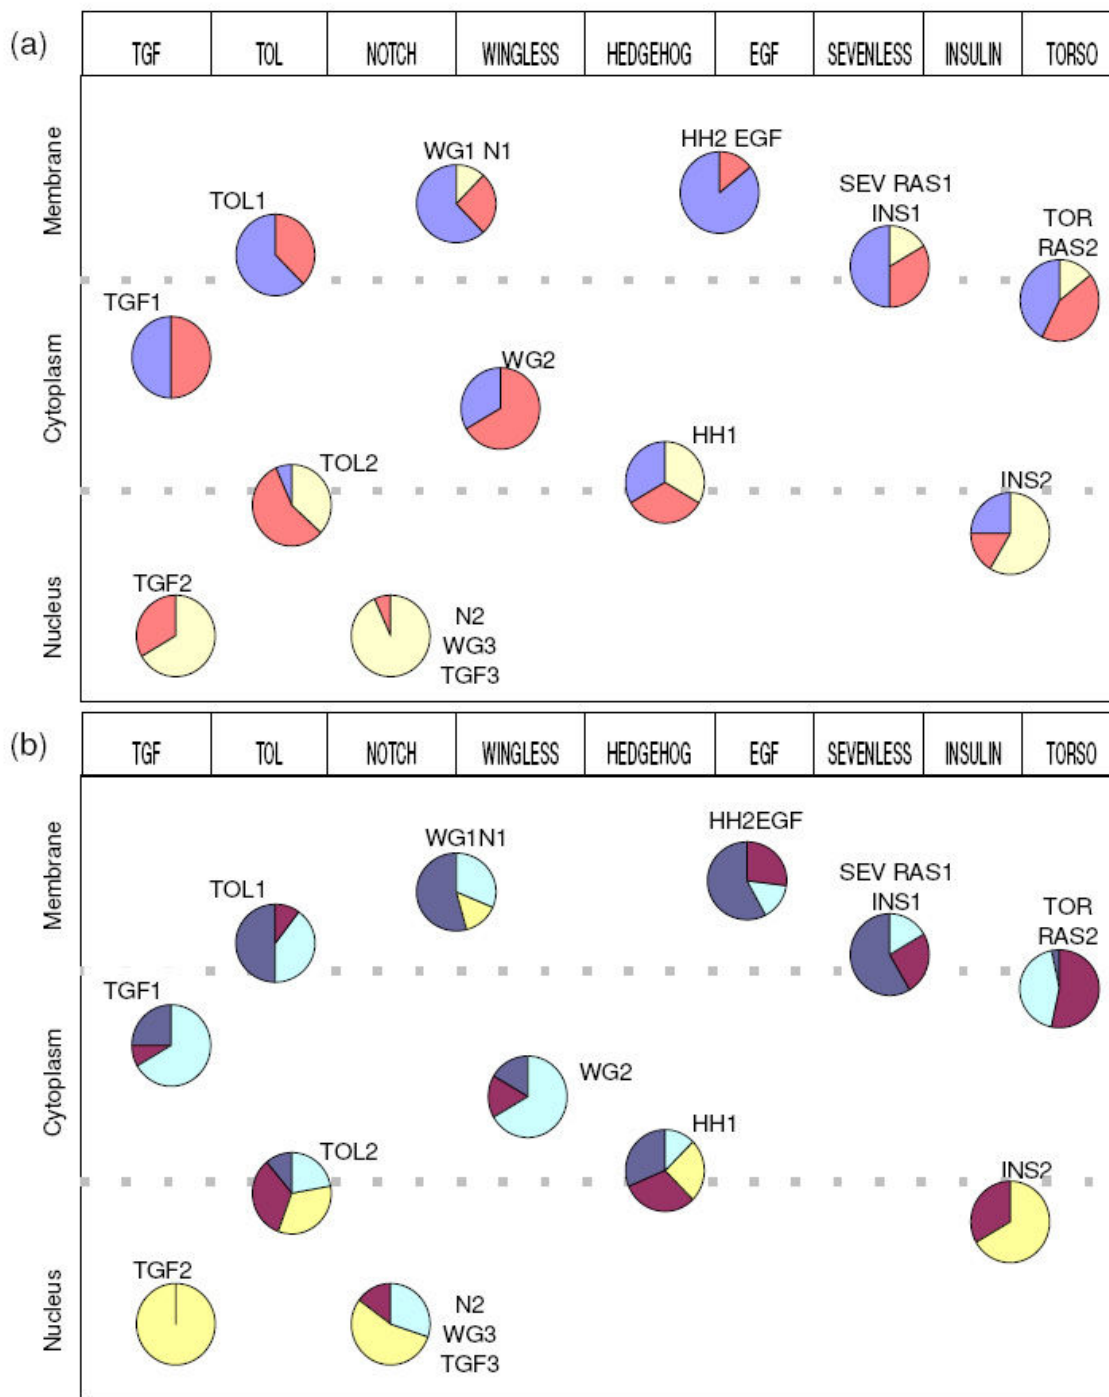 (a)
TGF TOL NOTCH WINGLESS HEDGEHOG EGF SEVENLESS INSULIN TORSO
Membrane
WG1 N1
HH2 EGF
SEV RAS1
INS1
TOL1
TOR
RAS2
Cytoplasm
TGF1
WG2
HH1
TOL2
INS2
Nucleus
TGF2
N2
WG3
TGF3
(b)
TGF TOL NOTCH WINGLESS HEDGEHOG EGF SEVENLESS INSULIN TORSO
Membrane
WG1N1
HH2EGF
SEV RAS1
INS1
TOL1
TOR
RAS2
Cytoplasm
TGF1
WG2
HH1
TOL2
INS2
Nucleus
TGF2
N2
WG3
TGF3